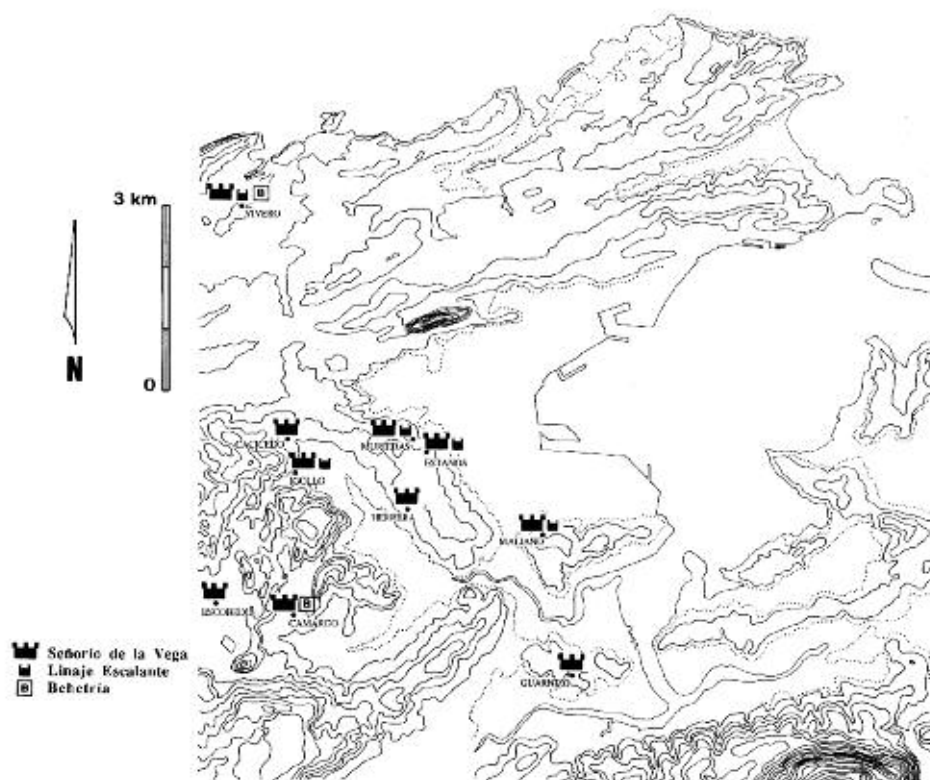 3 km
0
N
B
VIVERO
CACICEDO
MURIEDAS
ESTAÑOS
IGOLLO
HERRERA
MALIAÑO
ESCOBEDO
B
CAMARGO
GUARNIZO
Señorío de la Vega
Linaje Escalante
B Behetría